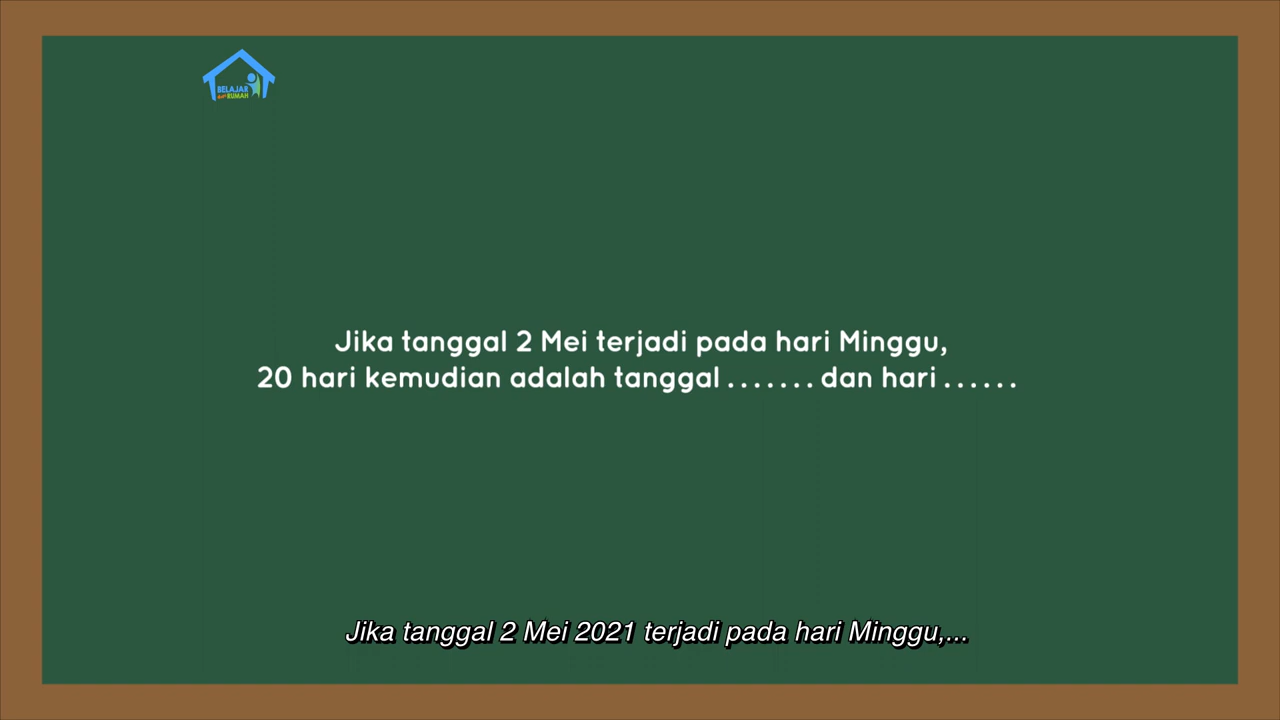 BELAJAR
dari RUMAH
Jika tanggal 2 Mei terjadi pada hari Minggu,
20 hari kemudian adalah tanggal ....... dan hari ......
Jika tanggal 2 Mei 2021 terjadi pada hari Minggu,...